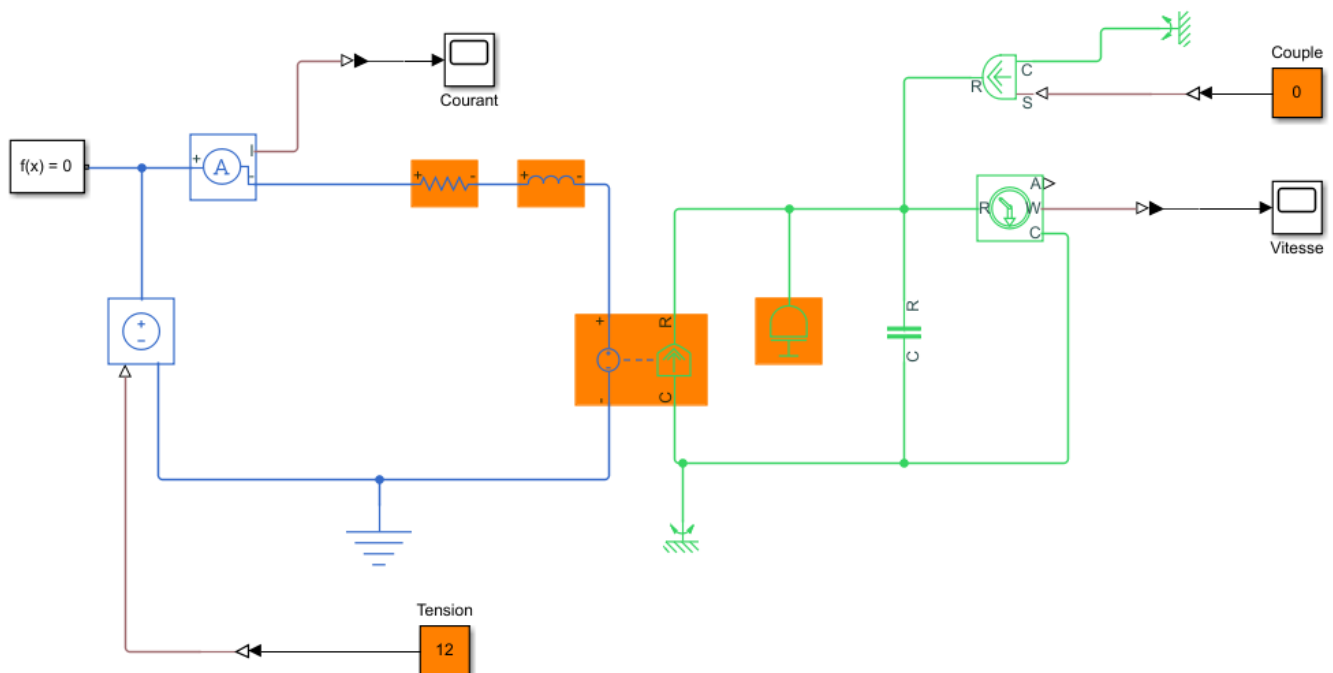 Courant
Couple
0
f(x) = 0
A
+
I
-
+
-
+
-
R
C
S
A
R
W
C
Vitesse
+
-
+
-
R
C
R
C
Tension
12